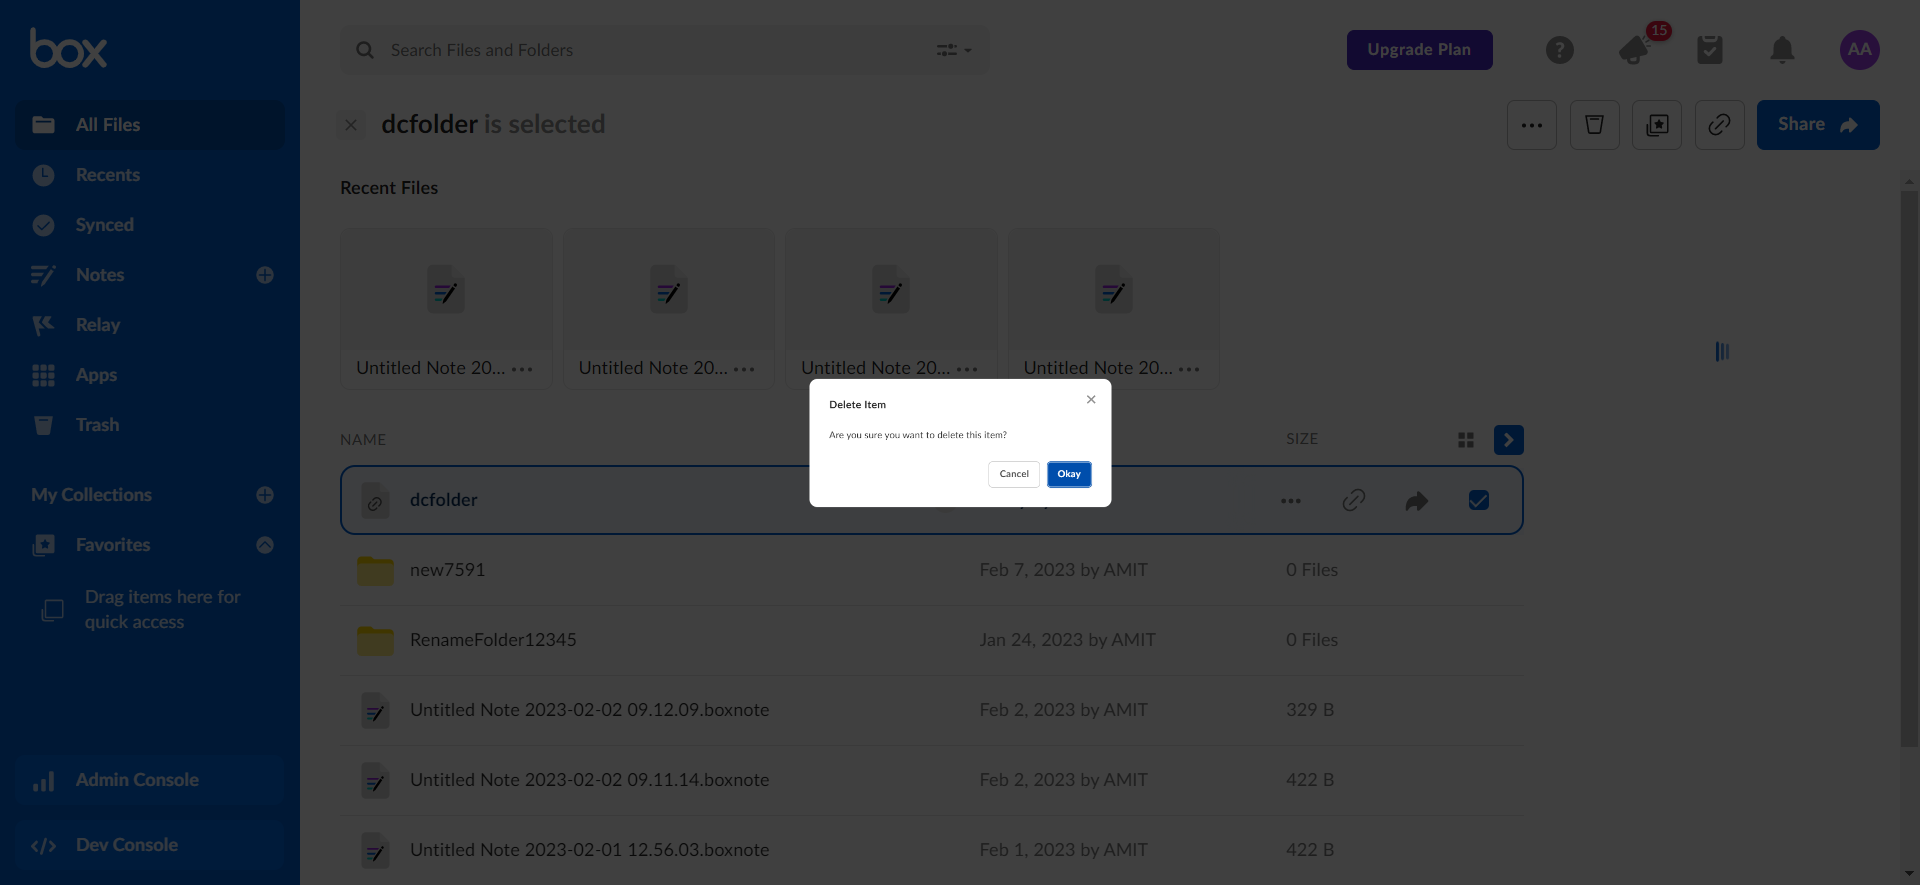 box
Search Files and Folders
Upgrade Plan
15
AA
All Files
Recents
Synced
Notes
Relay
Apps
Trash
My Collections
Favorites
Drag items here for
quick access
Admin Console
Dev Console
dcfolder is selected
Share
Recent Files
Untitled Note 20...
Untitled Note 20...
Untitled Note 20...
Untitled Note 20...
Delete Item
Are you sure you want to delete this item?
Cancel
Okay
NAME
SIZE
dcfolder
new7591
Feb 7, 2023 by AMIT
0 Files
RenameFolder12345
Jan 24, 2023 by AMIT
0 Files
Untitled Note 2023-02-02 09.12.09.boxnote
Feb 2, 2023 by AMIT
329 B
Untitled Note 2023-02-02 09.11.14.boxnote
Feb 2, 2023 by AMIT
422 B
Untitled Note 2023-02-01 12.56.03.boxnote
Feb 1, 2023 by AMIT
422 B